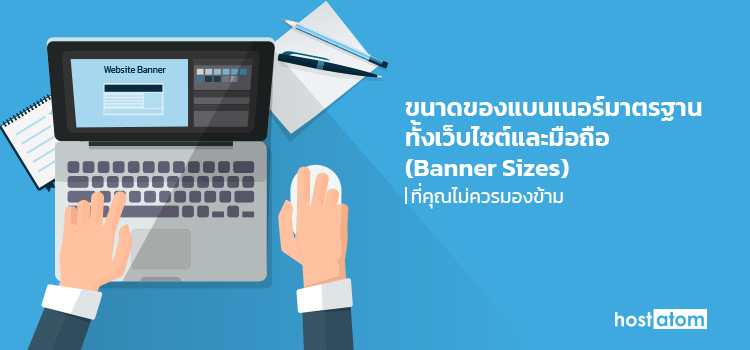 Website Banner
ขนาดของแบนเนอร์มาตรฐาน
ทั้งเว็บไซต์และมือถือ
(Banner Sizes)
ที่คุณไม่ควรมองข้าม
hostatom